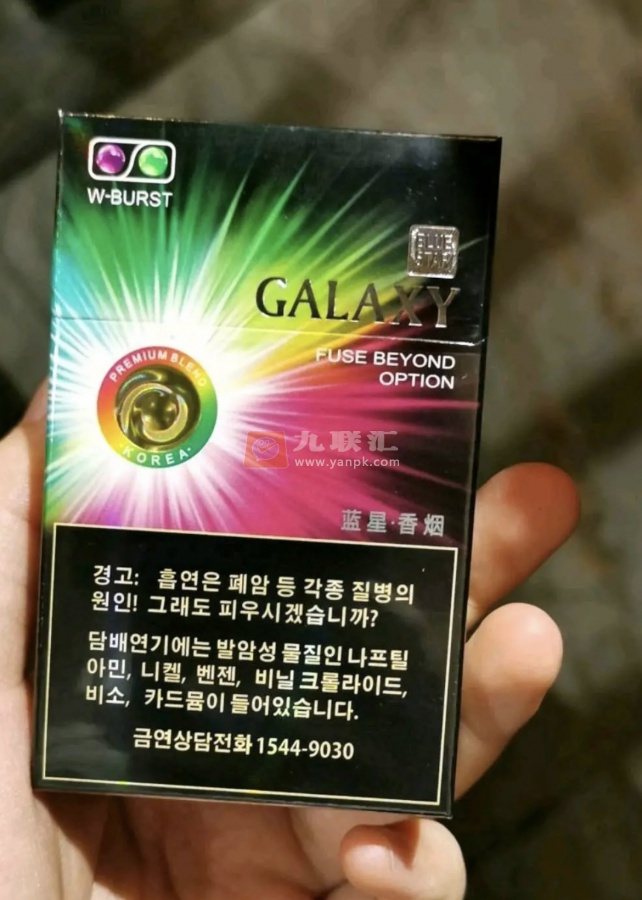 W-BURST
BLUE
STAR
GALAXY
FUSE BEYOND
OPTION
PREMIUM BLEND
·KOREA·
九联汇
www.yanpk.com
蓝星·香烟
경고: 흡연은 폐암 등 각종 질병의
원인! 그래도 피우시겠습니까?
담배연기에는 발암성 물질인 나프틸
아민, 니켈, 벤젠, 비닐 크롤라이드,
비소, 카드뮴이 들어있습니다.
금연상담전화 1544-9030